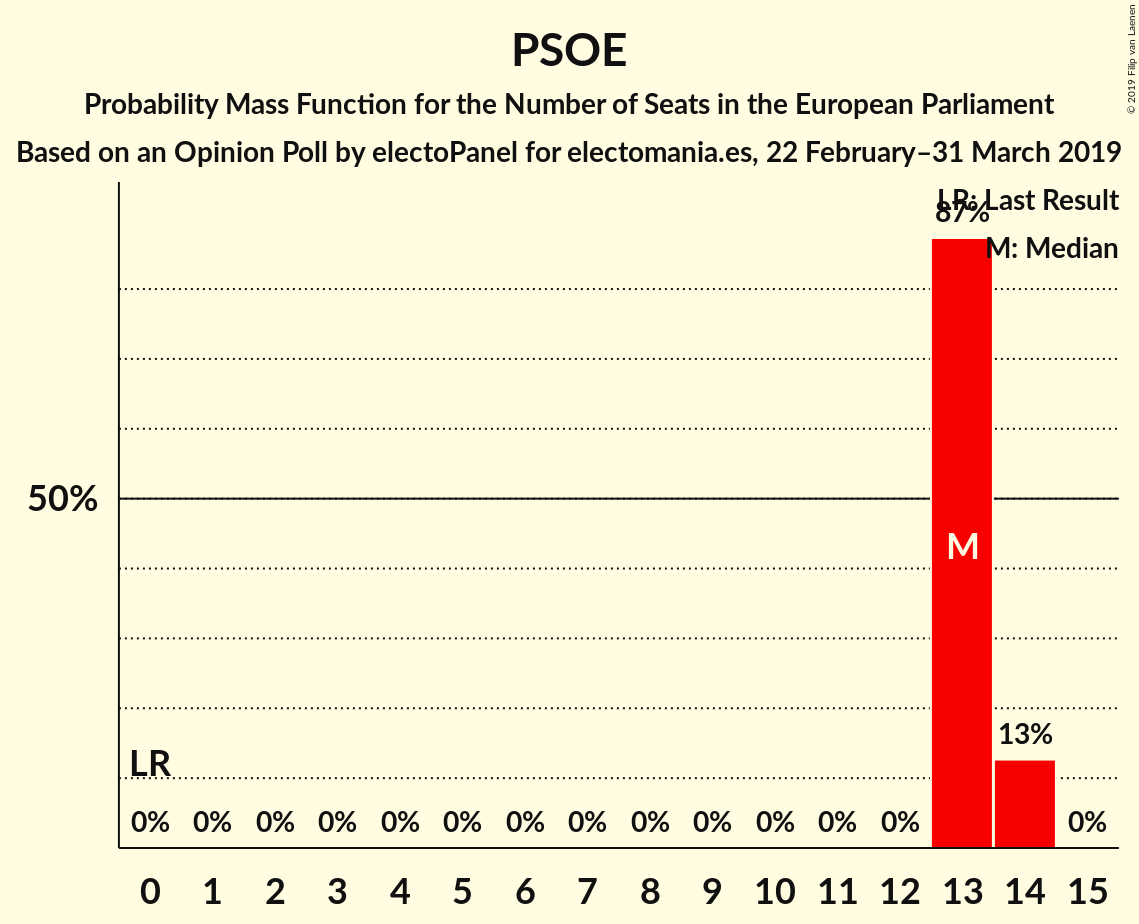 PSOE
Probability Mass Function for the Number of Seats in the European Parliament
Based on an Opinion Poll by electoPanel for electomania.es, 22 February–31 March 2019
© 2019 Filip van Laenen
LR: Last Result
87%
M: Median
50%
M
13%
LR
0% 0% 0% 0% 0% 0% 0% 0% 0% 0% 0% 0% 0% 0%
0 1 2 3 4 5 6 7 8 9 10 11 12 13 14 15